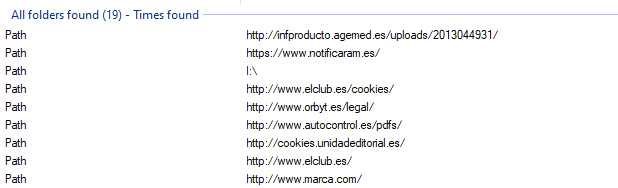 All folders found (19) - Times found
Path http://infproducto.agemed.es/uploads/2013044931/
Path https://www.notificaram.es/
Path I:\
Path http://www.elclub.es/cookies/
Path http://www.orbyt.es/legal/
Path http://www.autocontrol.es/pdfs/
Path http://cookies.unidadeditorial.es/
Path http://www.elclub.es/
Path http://www.marca.com/